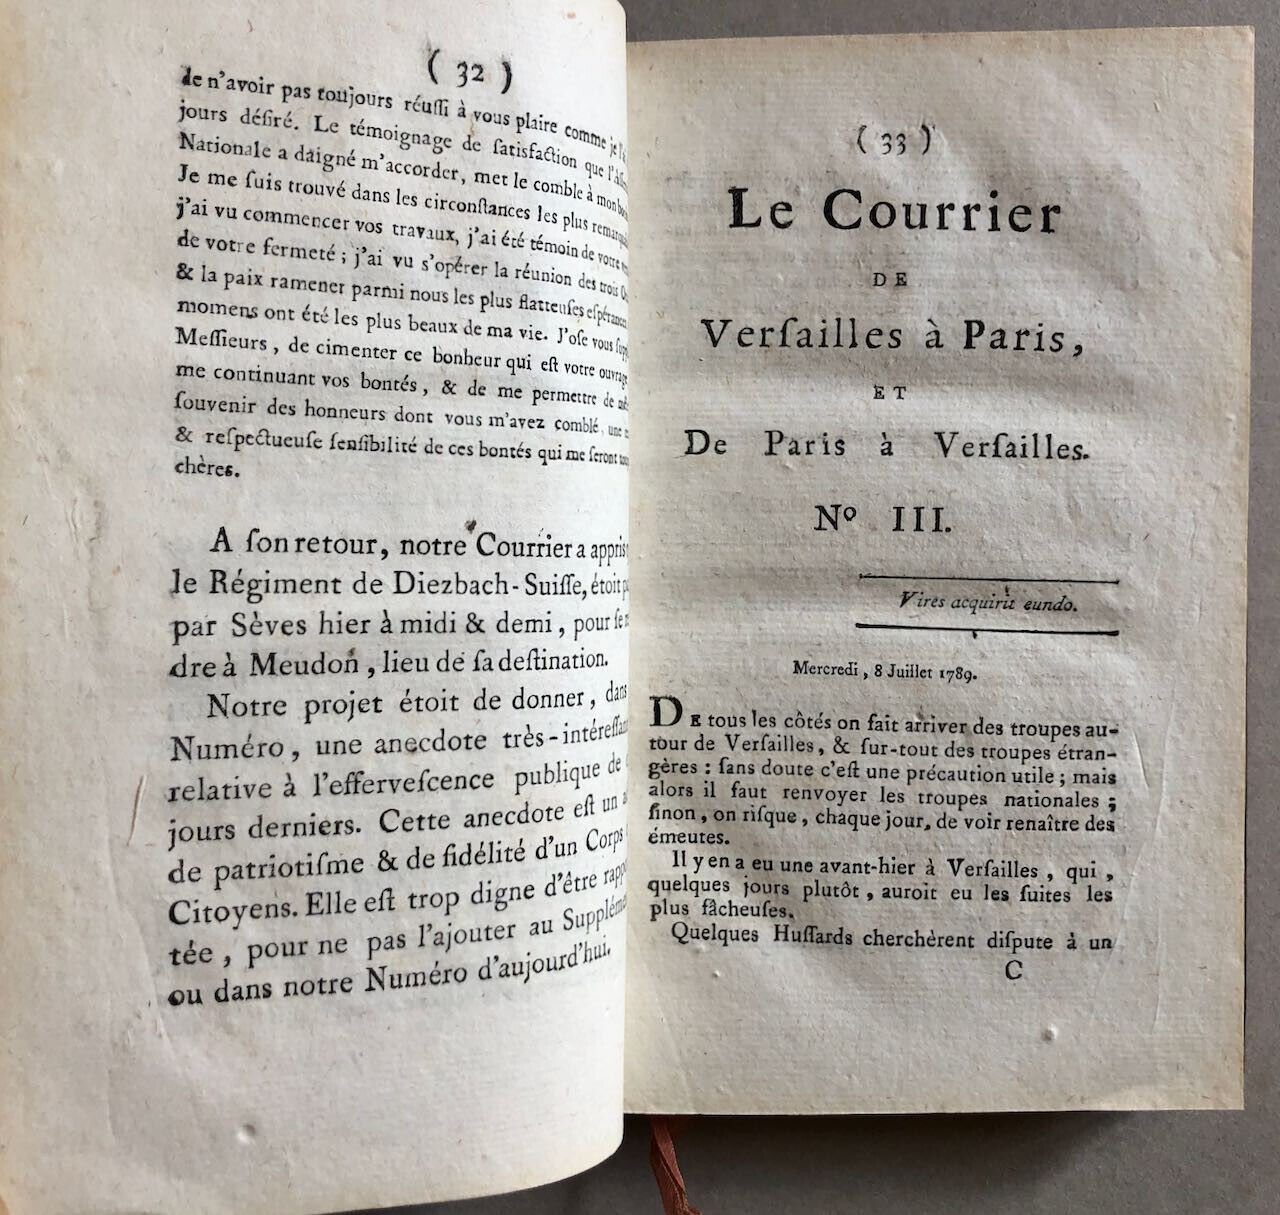 ( 32 )
de n'avoir pas toujours réuſſi à vous plaire comme je l'
jours déſiré. Le témoignage de ſatisfaction que l'Aſſ
Nationale a daigné m'accorder, met le comble à mon
Je me ſuis trouvé dans les circonſtances les plus
j'ai vu commencer vos travaux, j'ai été témoin de votre
de votre fermeté ; j'ai vu s'opérer la réunion des trois
& la paix ramener parmi nous les plus flatteuſes
momens ont été les plus beaux de ma vie. J'oſe vous
Meſſieurs, de cimenter ce bonheur qui eſt votre ouvrage
me continuant vos bontés, & de me permettre de
ſouvenir des honneurs dont vous m'avez comblé, une
& reſpectueuſe ſenſibilité de ces bontés qui me ſeront
chères.
A ſon retour, notre Courrier a appris
le Régiment de Diezbach-Suiſſe, étoit
par Sèves hier à midi & demi, pour ſe
dre à Meudon, lieu de ſa deſtination.
Notre projet étoit de donner, dans
Numéro, une anecdote très-intéreſſan
relative à l'efferveſcence publique de
jours derniers. Cette anecdote eſt un
de patriotiſme & de fidélité d'un Corps
Citoyens. Elle eſt trop digne d'être rappo
tée, pour ne pas l'ajouter au Supplém
ou dans notre Numéro d'aujourd'hui.
( 33 )
Le Courrier
DE
Verſailles à Paris,
ET
De Paris à Verſailles.
Nº III.
Vires acquirit eundo.
Mercredi, 8 Juillet 1789.
DE tous les côtés on fait arriver des troupes au-
tour de Verſailles, & ſur-tout des troupes étran-
gères : ſans doute c'eſt une précaution utile ; mais
alors il faut renvoyer les troupes nationales ;
ſinon, on riſque, chaque jour, de voir renaître des
émeutes.
Il y en a eu une avant-hier à Verſailles, qui,
quelques jours plutôt, auroit eu les ſuites les
plus fâcheuſes.
Quelques Huſſards cherchèrent diſpute à un
C